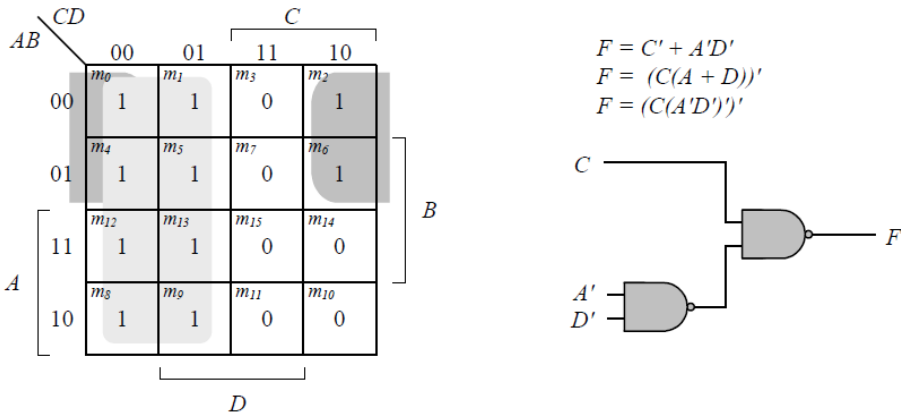 CD
AB
C
00 01 11 10
00 m0 1 m1 1 m3 0 m2 1
01 m4 1 m5 1 m7 0 m6 1
B
11 m12 1 m13 1 m15 0 m14 0
A
10 m8 1 m9 1 m11 0 m10 0
D
F = C' + A'D'
F = (C(A + D))'
F = (C(A'D')')'
C
F
A'
D'